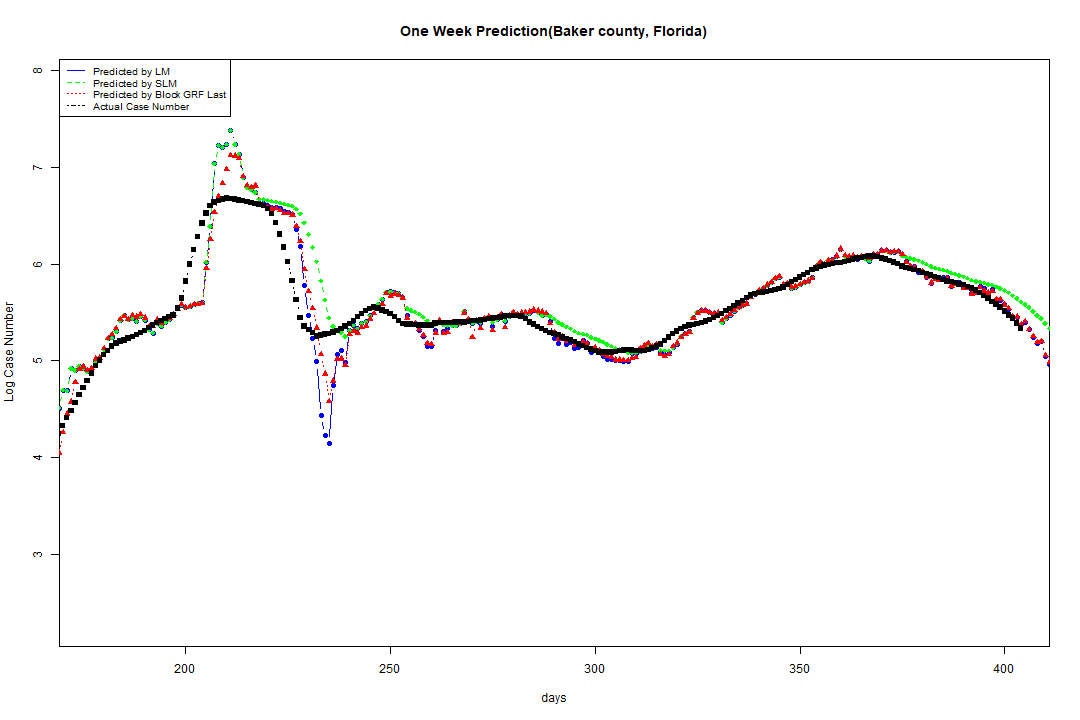 One Week Prediction(Baker county, Florida)
Predicted by LM
Predicted by SLM
Predicted by Block GRF Last
Actual Case Number
8
7
6
5
4
3
Log Case Number
200 250 300 350 400
days